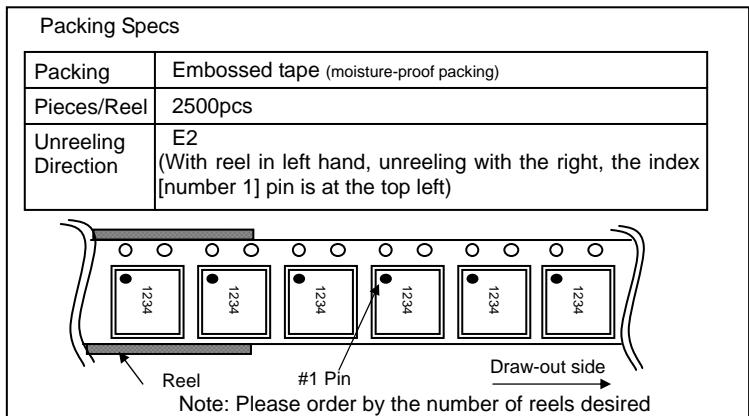 Packing Specs
Packing Embossed tape (moisture-proof packing)
Pieces/Reel 2500pcs
Unreeling Direction E2
(With reel in left hand, unreeling with the right, the index
[number 1] pin is at the top left)
1234 1234 1234 1234 1234 1234
Reel #1 Pin Draw-out side
Note: Please order by the number of reels desired